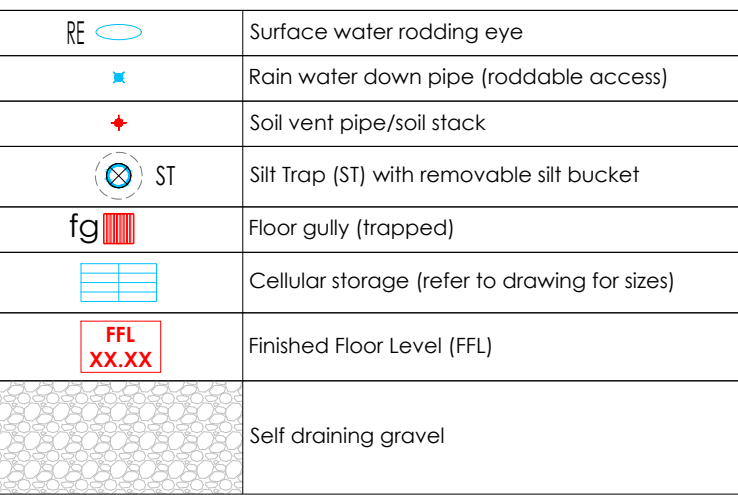 RE Surface water rodding eye
Rain water down pipe (roddable access)
Soil vent pipe/soil stack
ST Silt Trap (ST) with removable silt bucket
fg Floor gully (trapped)
Cellular storage (refer to drawing for sizes)
FFL
XX.XX
Finished Floor Level (FFL)
Self draining gravel